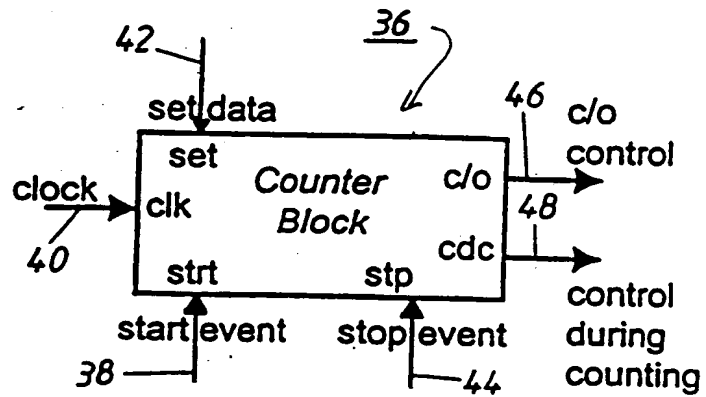 42
36
set data
46
c/o
control
set
clock
clk
Counter
Block
c/o
48
40
cdc
strt
stp
start event
stop event
control
during
counting
38
44